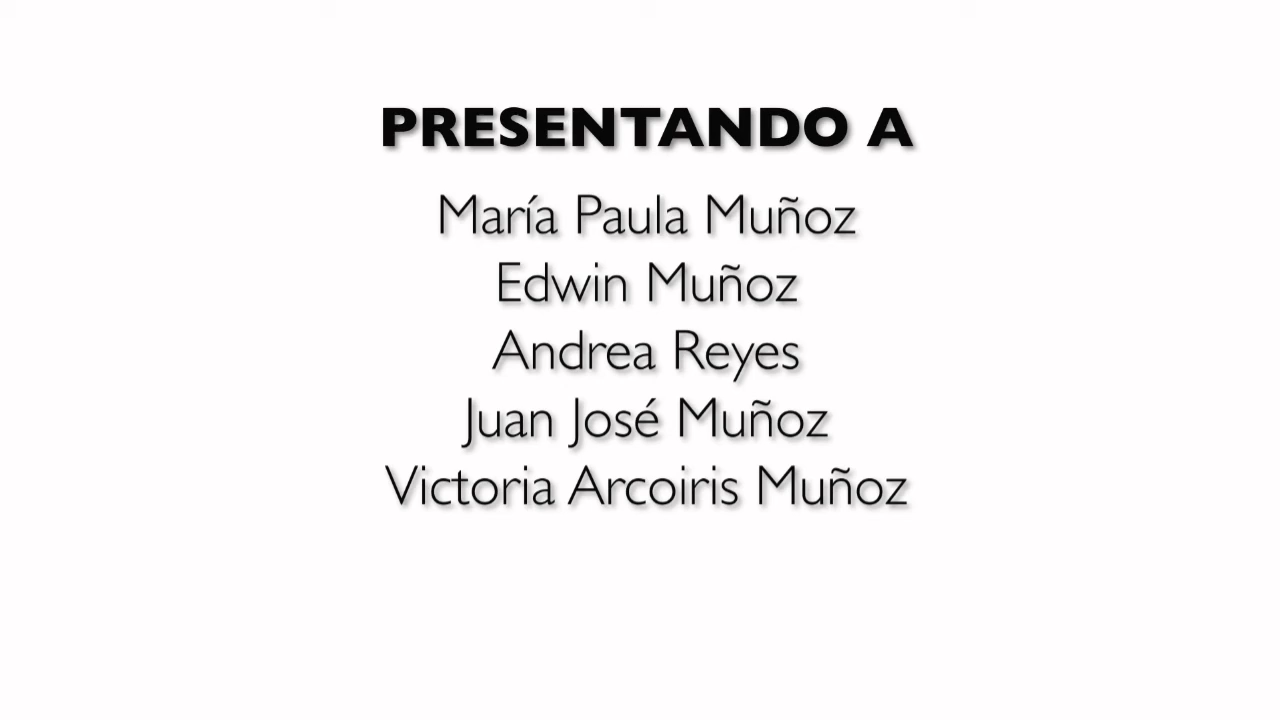 PRESENTANDO A
María Paula Muñoz
Edwin Muñoz
Andrea Reyes
Juan José Muñoz
Victoria Arcoiris Muñoz